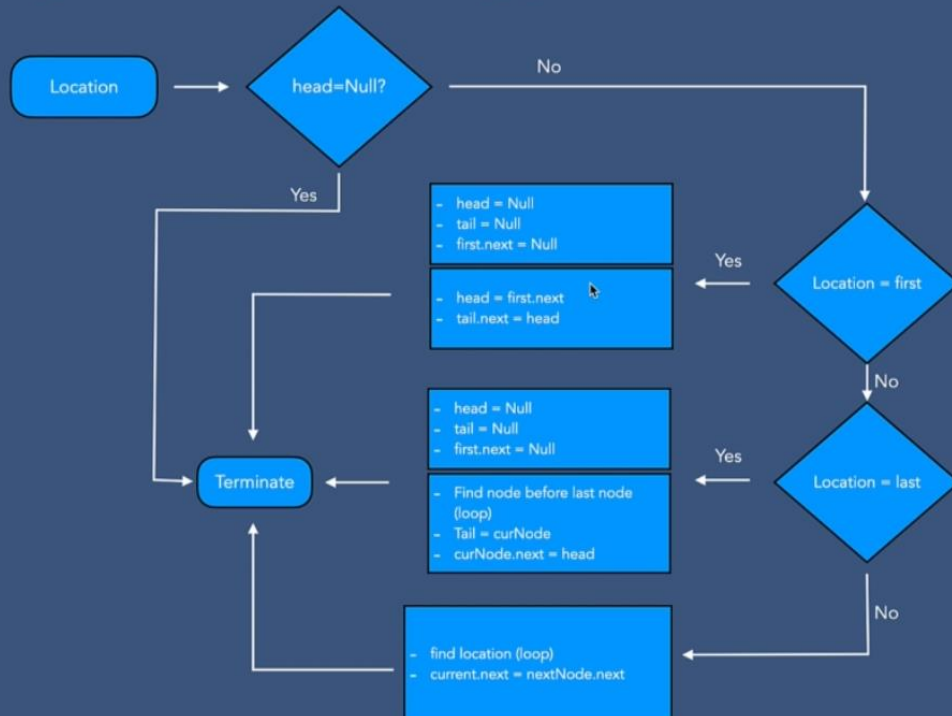 Location
head=Null?
No
Yes
- head = Null
- tail = Null
- first.next = Null
- head = first.next
- tail.next = head
Yes
Location = first
No
- head = Null
- tail = Null
- first.next = Null
- Find node before last node
(loop)
- Tail = curNode
- curNode.next = head
Yes
Location = last
Terminate
No
- find location (loop)
- current.next = nextNode.next